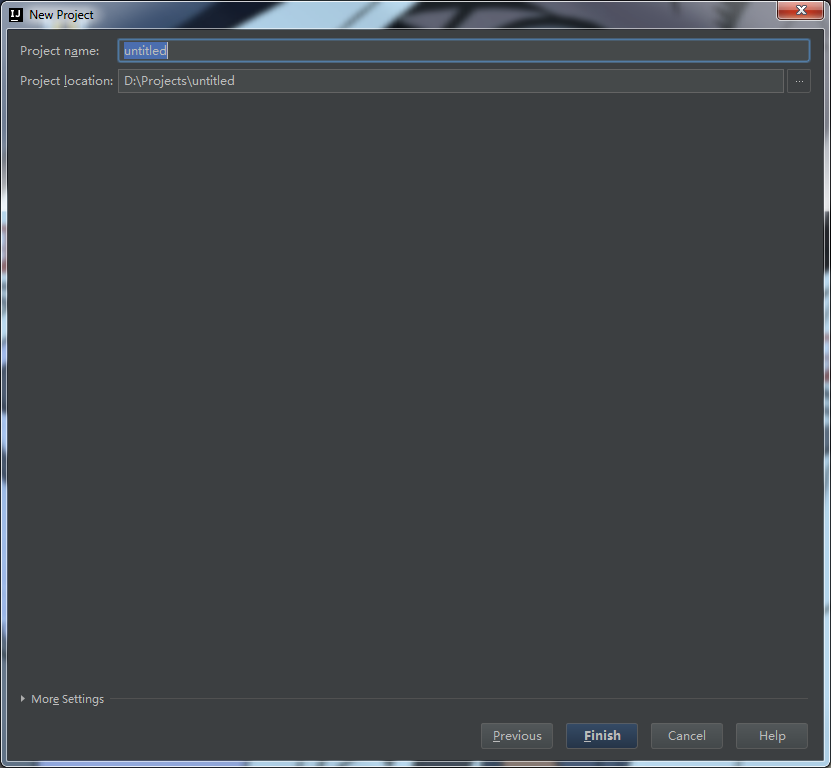 IJ New Project
Project name: untitled
Project location: D:\Projects\untitled ...
More Settings
Previous Finish Cancel Help